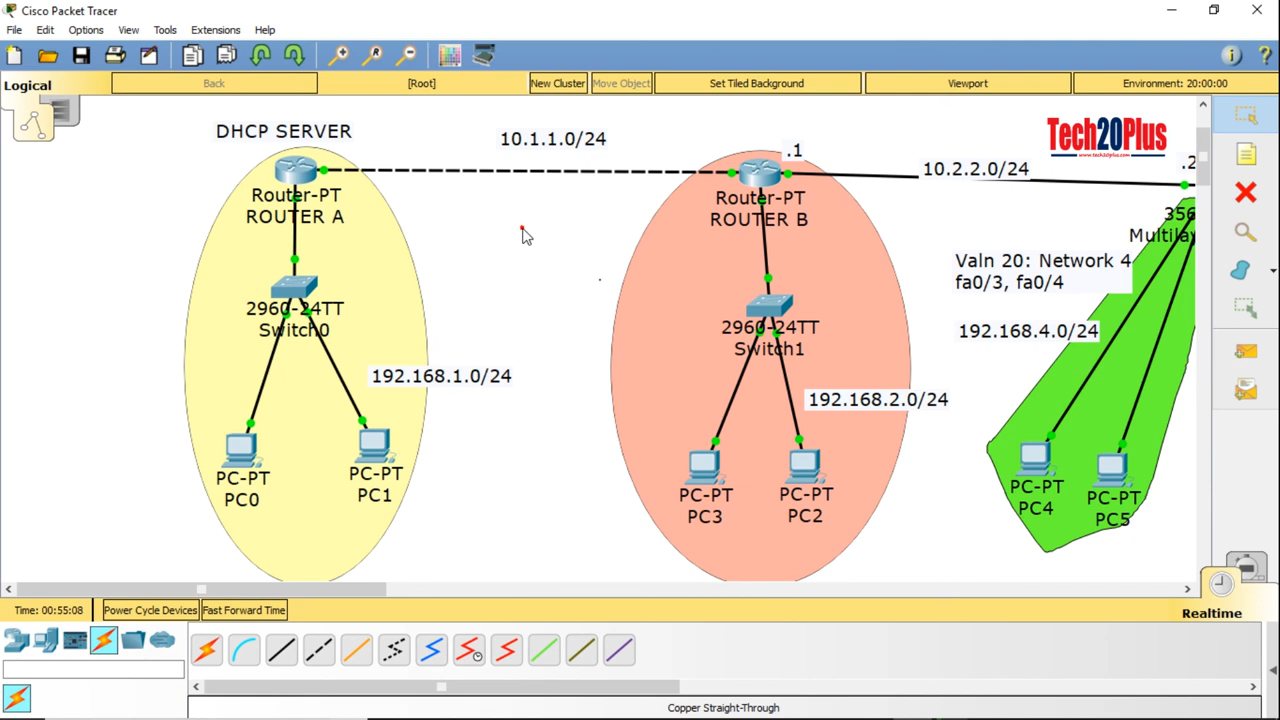 Cisco Packet Tracer
File Edit Options View Tools Extensions Help
Logical
Back
[Root]
New Cluster
Move Object
Set Tiled Background
Viewport
Environment: 20:00:00
Tech20Plus
www.tech20plus.com
DHCP SERVER
10.1.1.0/24
.1
10.2.2.0/24
.2
Router-PT
ROUTER A
Router-PT
ROUTER B
356
Multila
Valn 20: Network 4
fa0/3, fa0/4
2960-24TT
Switch0
2960-24TT
Switch1
192.168.4.0/24
192.168.1.0/24
192.168.2.0/24
PC-PT
PC0
PC-PT
PC1
PC-PT
PC3
PC-PT
PC2
PC-PT
PC4
PC-PT
PC5
Time: 00:55:08
Power Cycle Devices
Fast Forward Time
Realtime
Copper Straight-Through